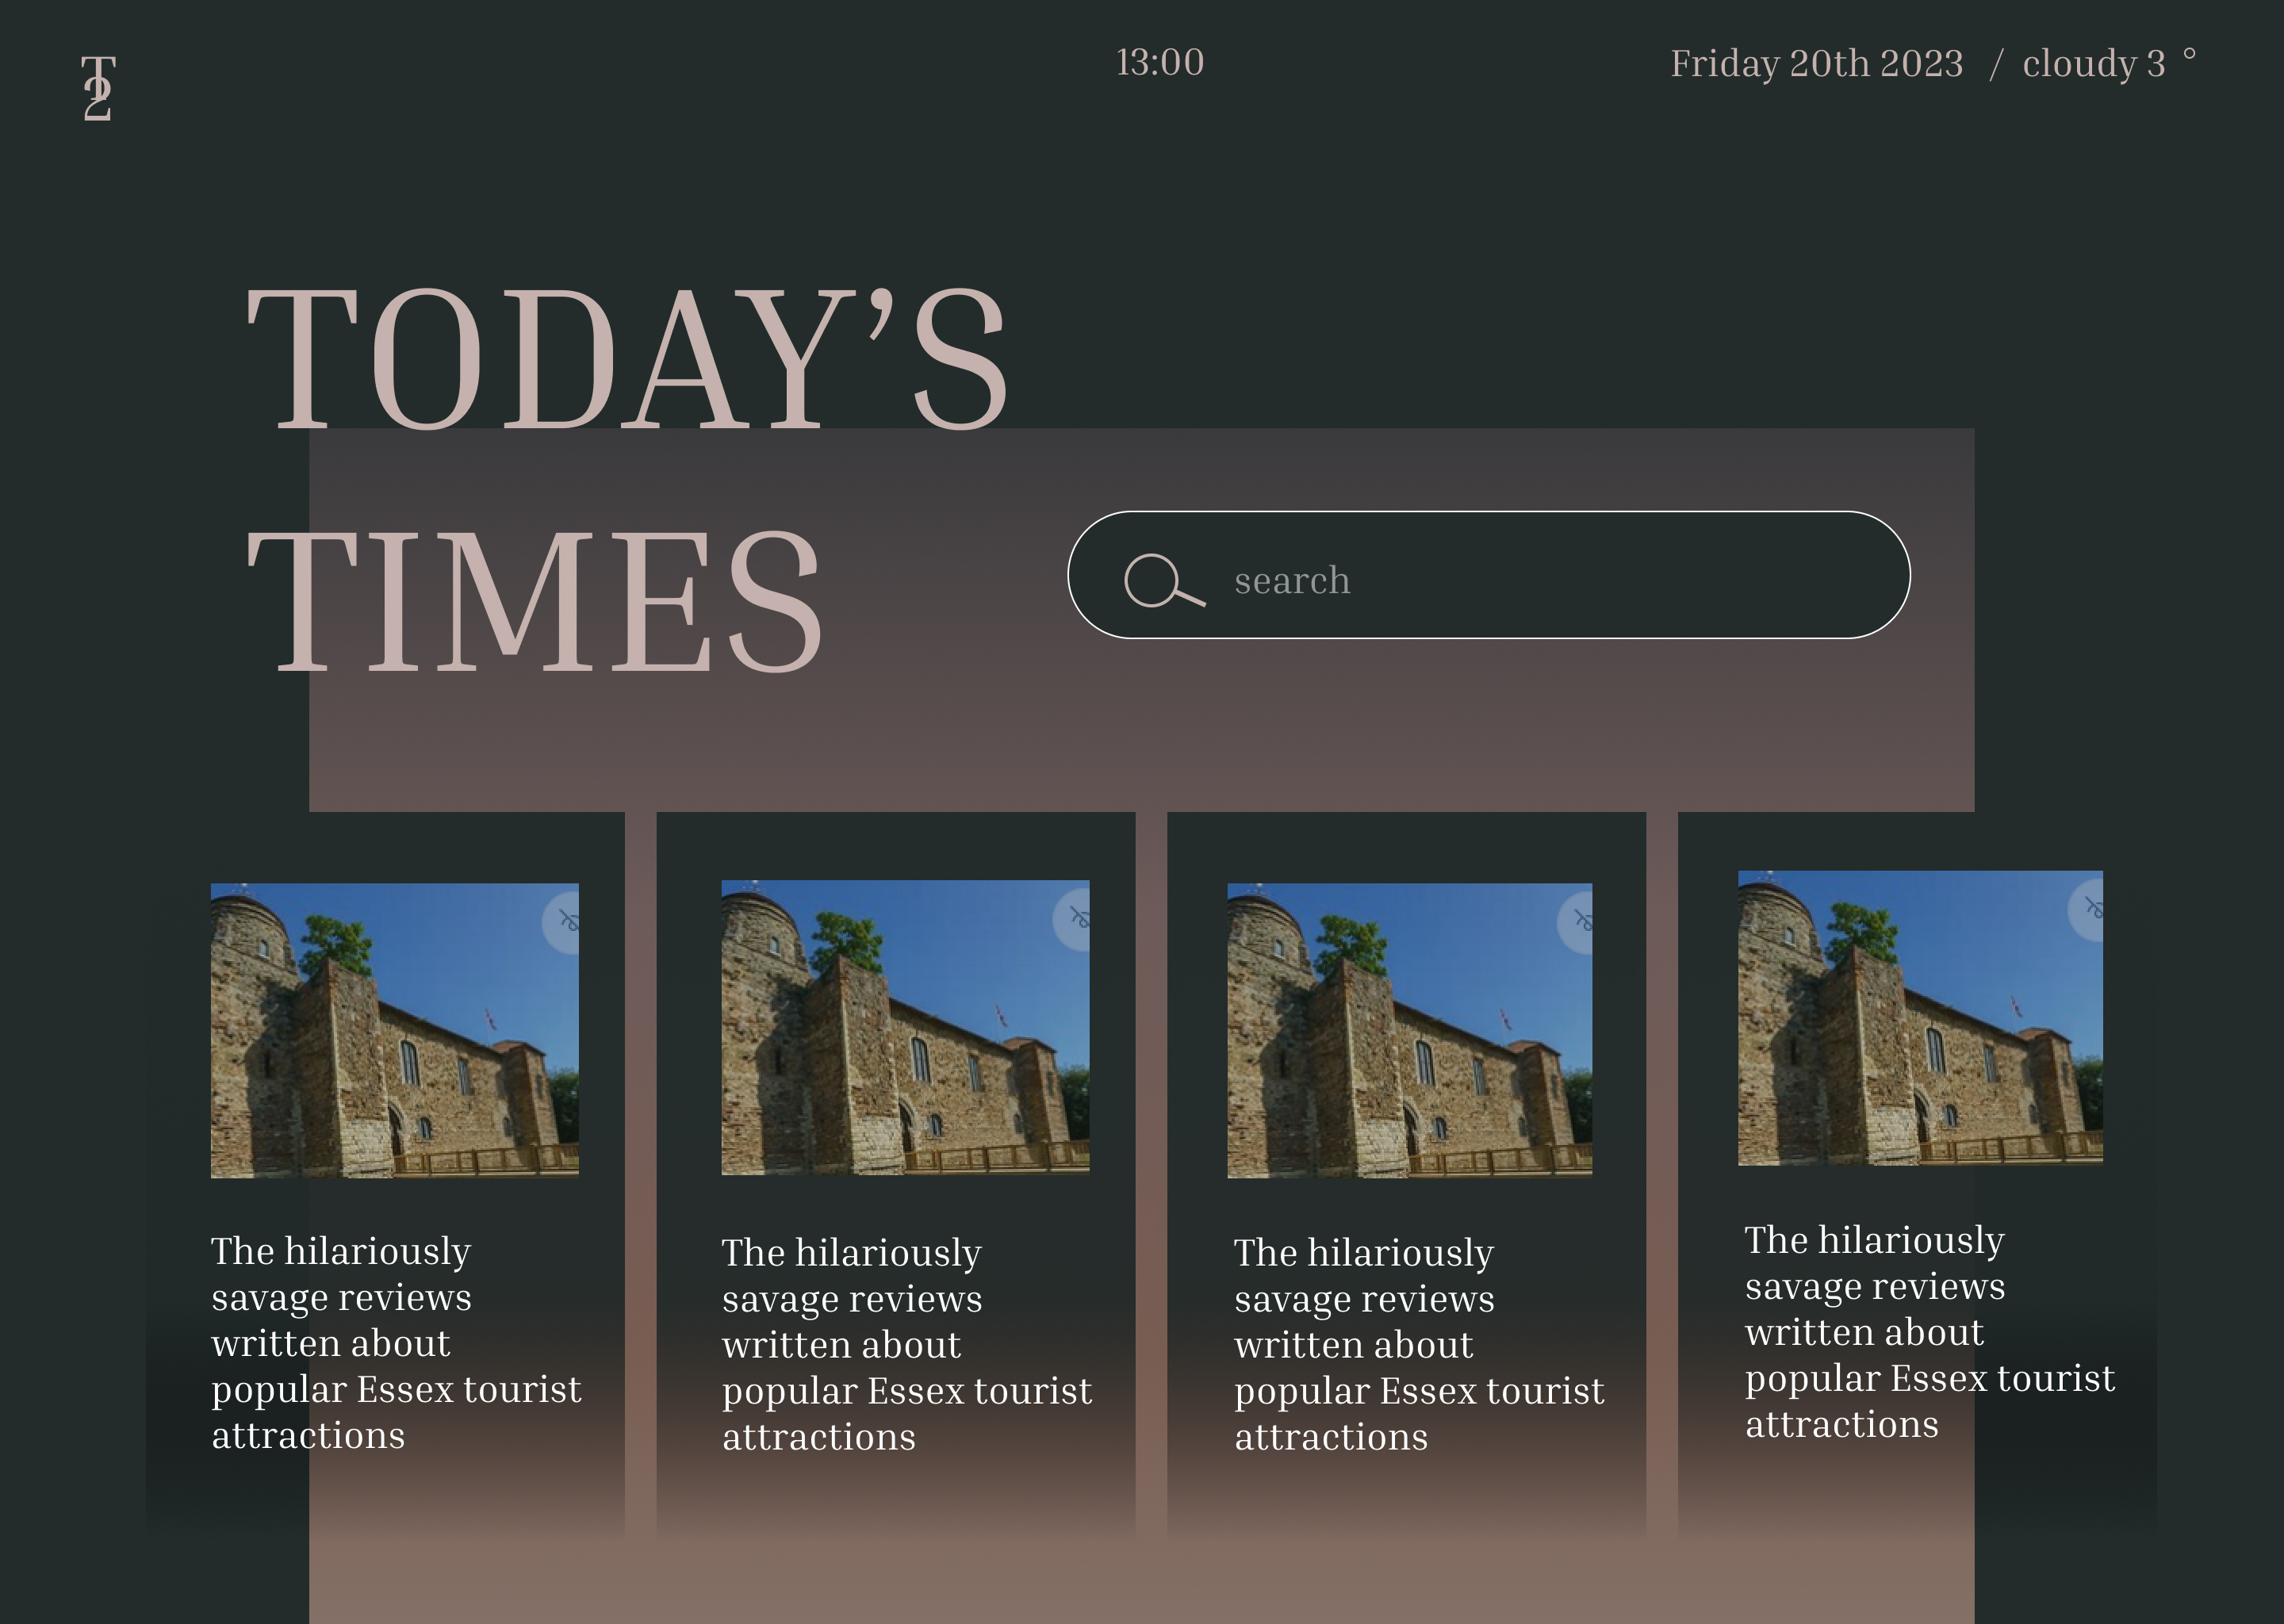 T
2
13:00
Friday 20th 2023 / cloudy 3 °
TODAY’S
TIMES
search
The hilariously
savage reviews
written about
popular Essex tourist
attractions
The hilariously
savage reviews
written about
popular Essex tourist
attractions
The hilariously
savage reviews
written about
popular Essex tourist
attractions
The hilariously
savage reviews
written about
popular Essex tourist
attractions